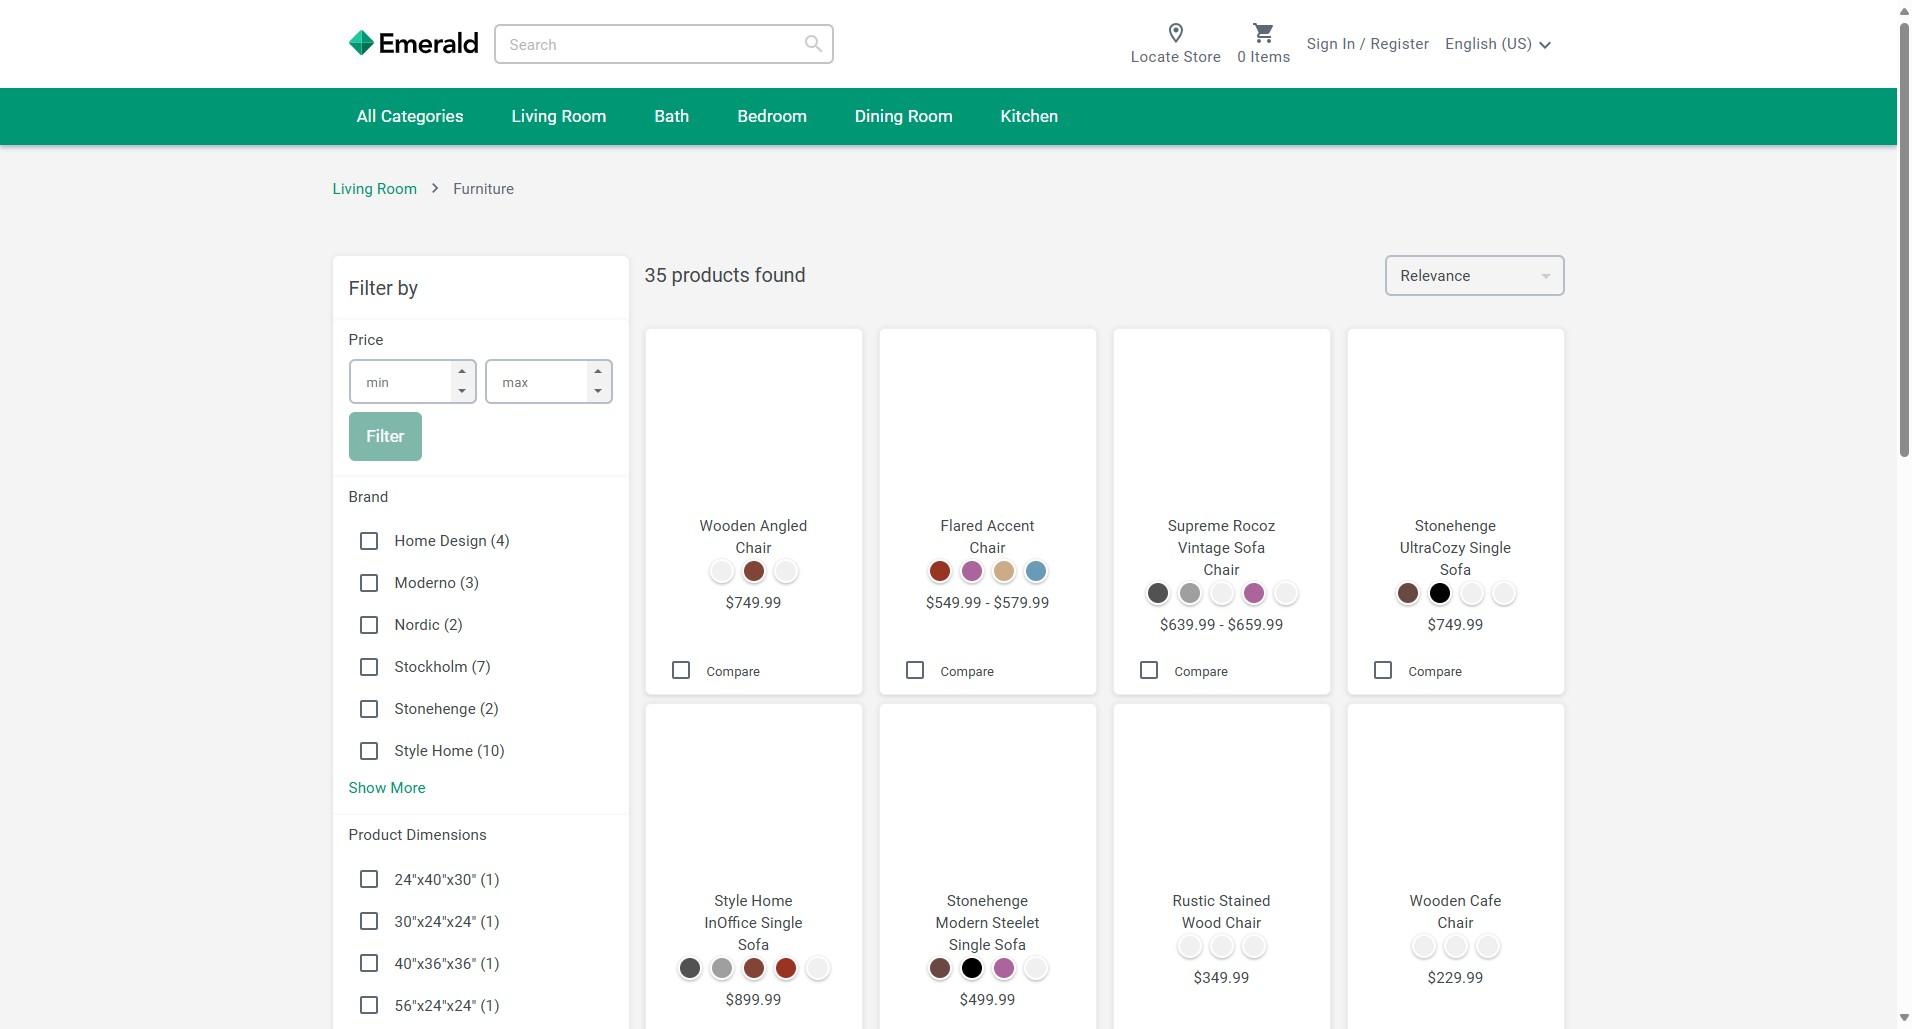 Emerald
Search
Locate Store
0 Items
Sign In / Register
English (US)
All Categories
Living Room
Bath
Bedroom
Dining Room
Kitchen
Living Room
Furniture
Filter by
Price
min
max
Filter
Brand
Home Design (4)
Moderno (3)
Nordic (2)
Stockholm (7)
Stonehenge (2)
Style Home (10)
Show More
Product Dimensions
24"x40"x30" (1)
30"x24"x24" (1)
40"x36"x36" (1)
56"x24"x24" (1)
35 products found
Relevance
Wooden Angled
Chair
$749.99
Compare
Flared Accent
Chair
$549.99 - $579.99
Compare
Supreme Rocoz
Vintage Sofa
Chair
$639.99 - $659.99
Compare
Stonehenge
UltraCozy Single
Sofa
$749.99
Compare
Style Home
InOffice Single
Sofa
$899.99
Stonehenge
Modern Steelet
Single Sofa
$499.99
Rustic Stained
Wood Chair
$349.99
Wooden Cafe
Chair
$229.99